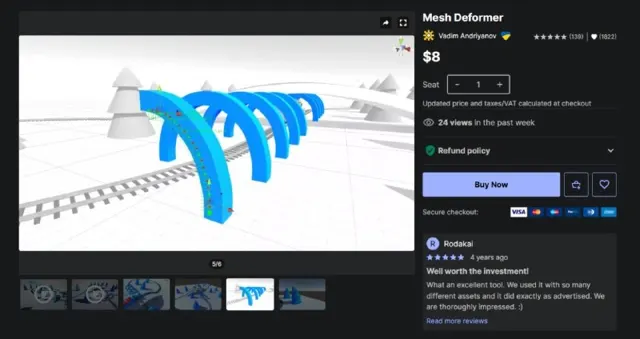 Mesh Deformer
Vadim Andriyanov
★★★★★ (139) | ♥ (1622)
$8
Seat - 1 +
Updated price and taxes/VAT calculated at checkout
24 views in the past week
Refund policy
Buy Now
Secure checkout: VISA
5/6
R Rodakai
★★★★★ 4 years ago
Well worth the investment!
What an excellent tool. We used it with so many
different assets and it did exactly as advertised. We
are thoroughly impressed. :)
Read more reviews